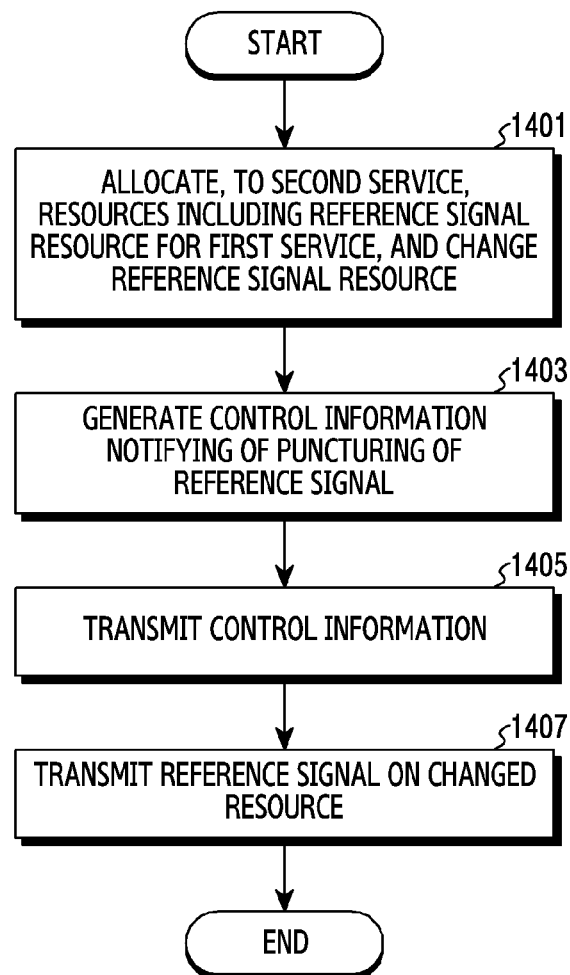 START
1401
ALLOCATE, TO SECOND SERVICE,
RESOURCES INCLUDING REFERENCE SIGNAL
RESOURCE FOR FIRST SERVICE, AND CHANGE
REFERENCE SIGNAL RESOURCE
1403
GENERATE CONTROL INFORMATION
NOTIFYING OF PUNCTURING OF
REFERENCE SIGNAL
1405
TRANSMIT CONTROL INFORMATION
1407
TRANSMIT REFERENCE SIGNAL ON CHANGED
RESOURCE
END